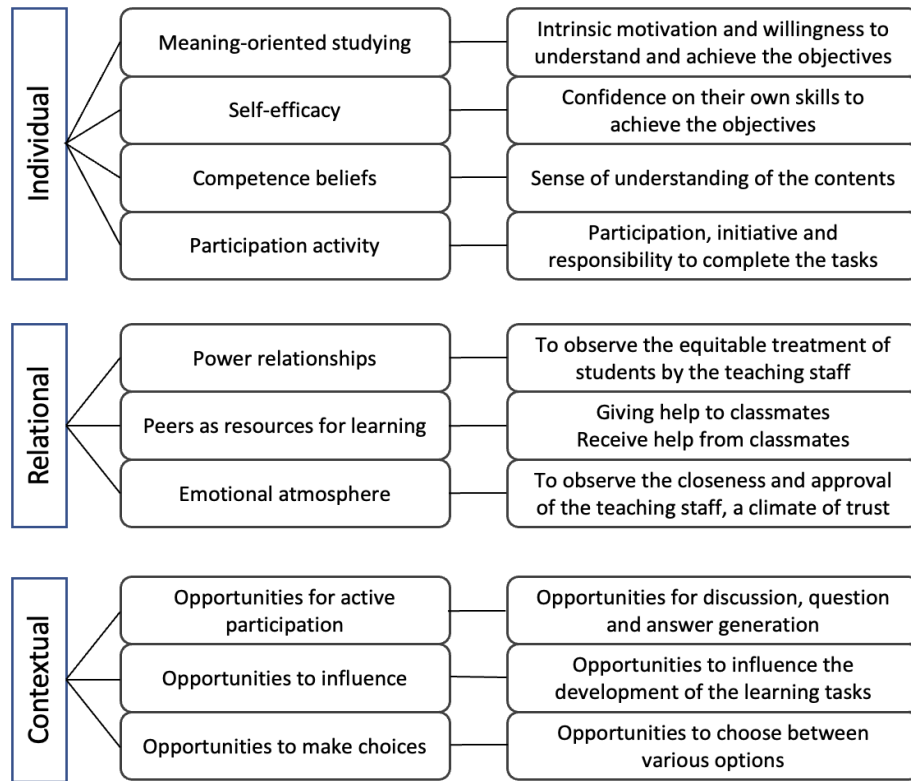 Individual
Meaning-oriented studying
Intrinsic motivation and willingness to
understand and achieve the objectives
Self-efficacy
Confidence on their own skills to
achieve the objectives
Competence beliefs
Sense of understanding of the contents
Participation activity
Participation, initiative and
responsibility to complete the tasks
Relational
Power relationships
To observe the equitable treatment of
students by the teaching staff
Peers as resources for learning
Giving help to classmates
Receive help from classmates
Emotional atmosphere
To observe the closeness and approval
of the teaching staff, a climate of trust
Contextual
Opportunities for active
participation
Opportunities for discussion, question
and answer generation
Opportunities to influence
Opportunities to influence the
development of the learning tasks
Opportunities to make choices
Opportunities to choose between
various options